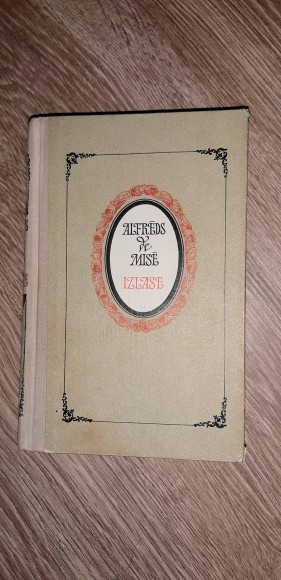 ALFRĒDS
de
MISĒ
IZLASE